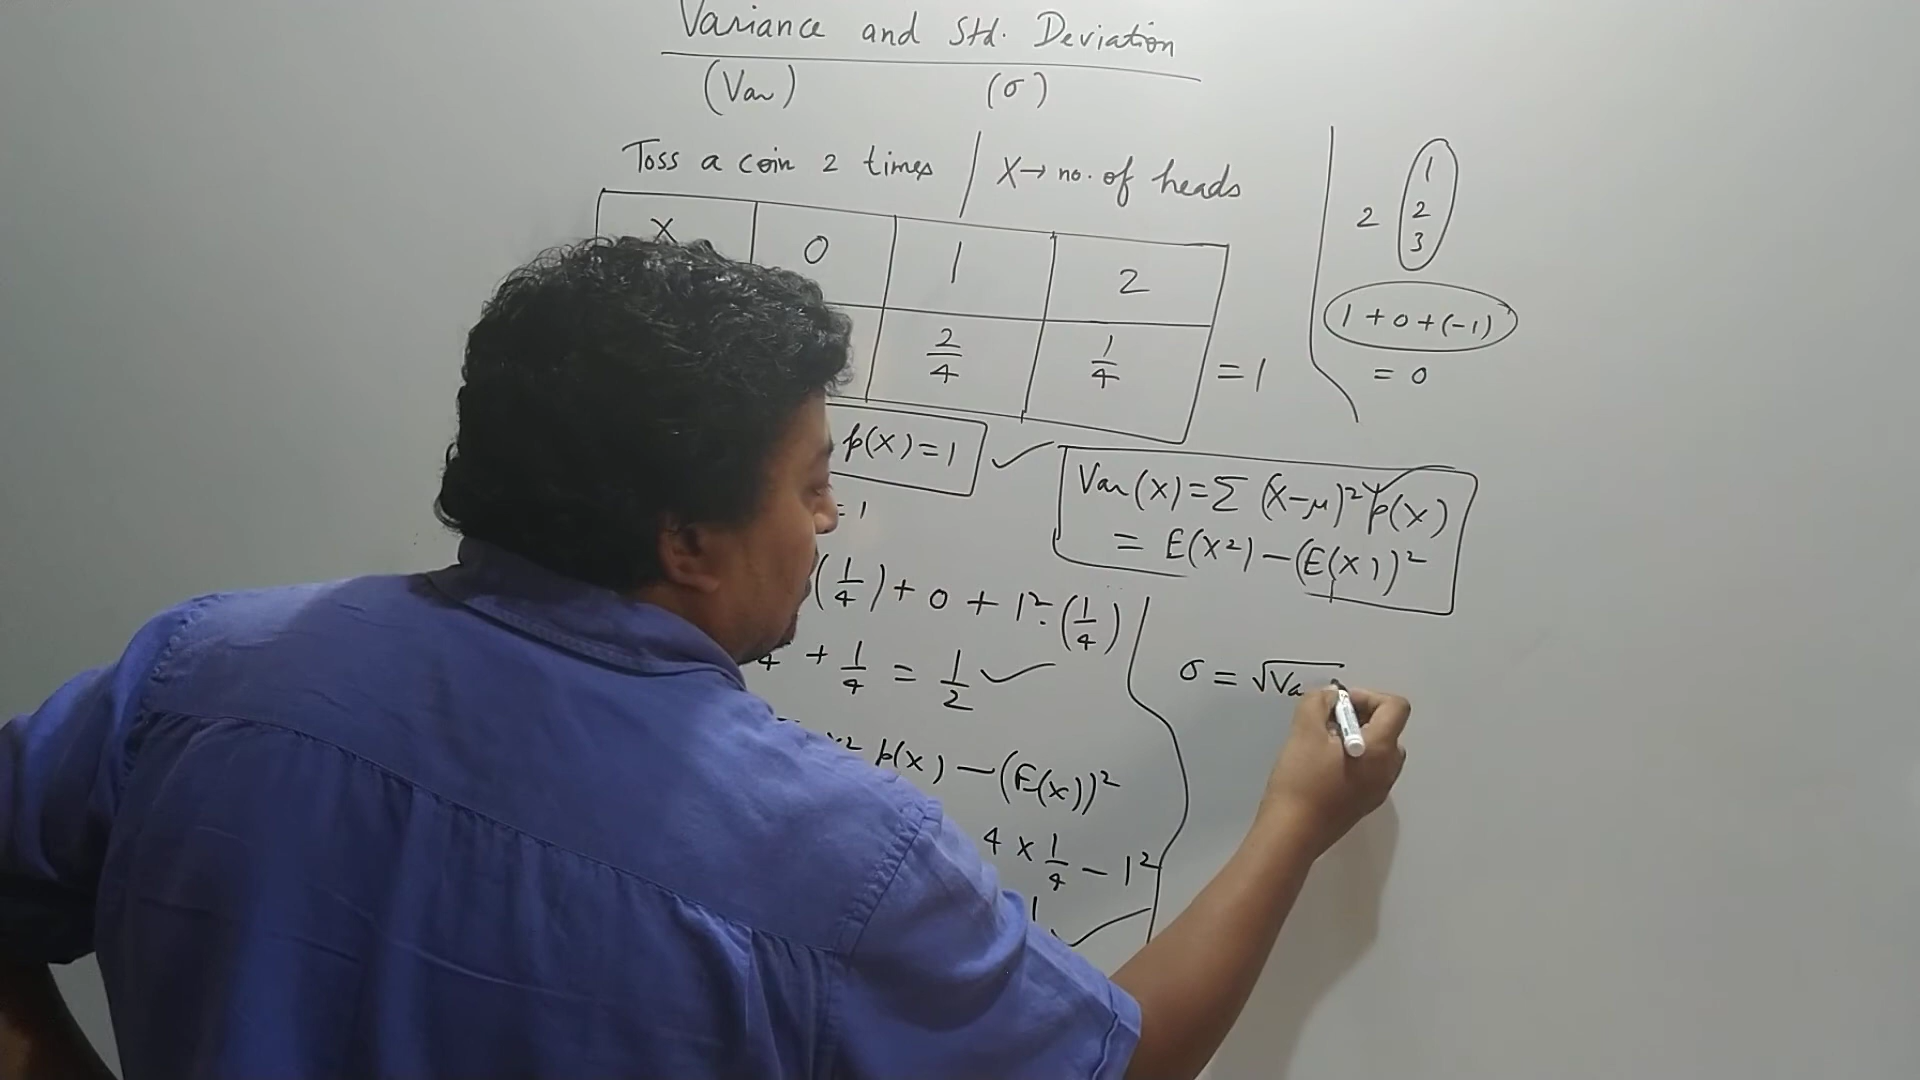 Variance and Std. Deviation
(Var) (σ)
Toss a coin 2 times | X → no. of heads
X 0 1 2
2/4 1/4 = 1
p(x) = 1 ✓
= 1
(1/4) + 0 + 1²·(1/4)
4 + 1/4 = 1/2 ✓
x² p(x) − (E(x))²
4 × 1/4 − 1²
1 ✓
2
1
2
3
1 + 0 + (-1)
= 0
Var(X) = Σ (X−μ)² p(X)
= E(X²) − (E(X))²
σ = √Va